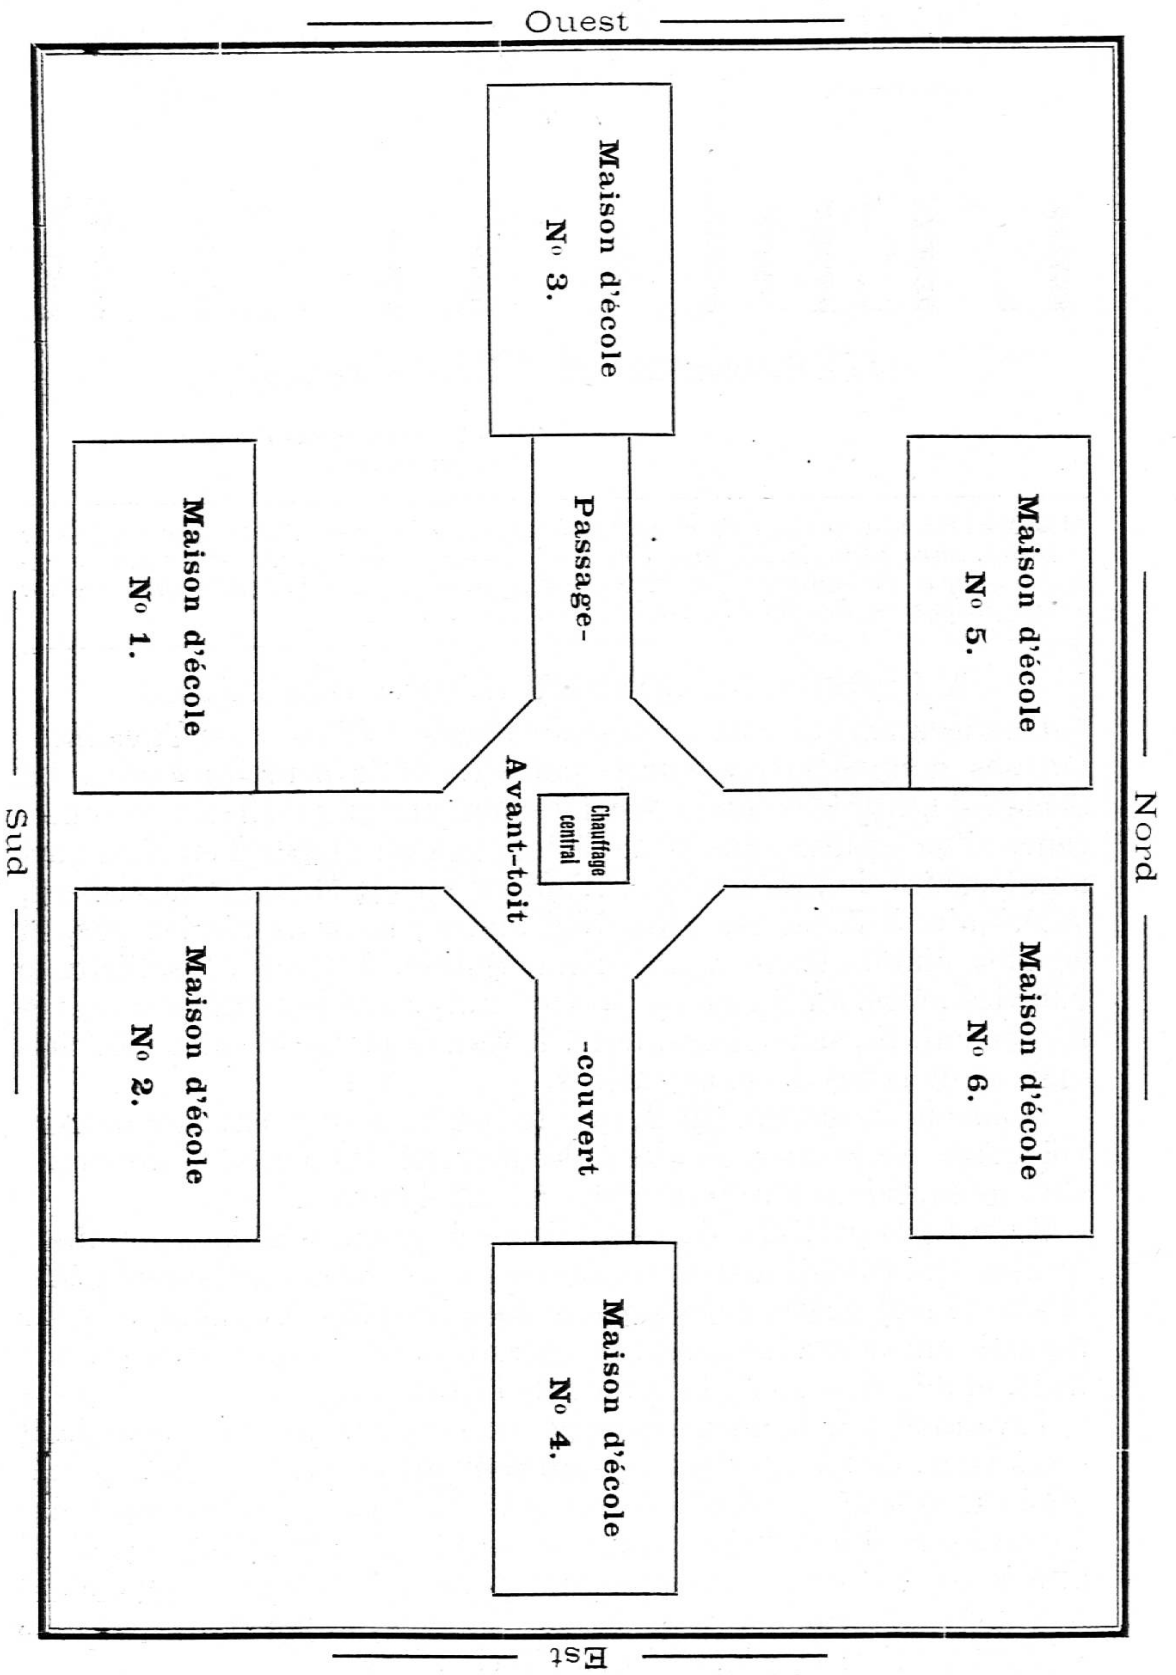 Nord
Ouest
Maison d'école
Nº 5.
Maison d'école
Nº 6.
Maison d'école
Nº 3.
Passage-
Chauffage
central
Avant-toit
-couvert
Maison d'école
Nº 4.
Maison d'école
Nº 1.
Maison d'école
Nº 2.
Est
Sud